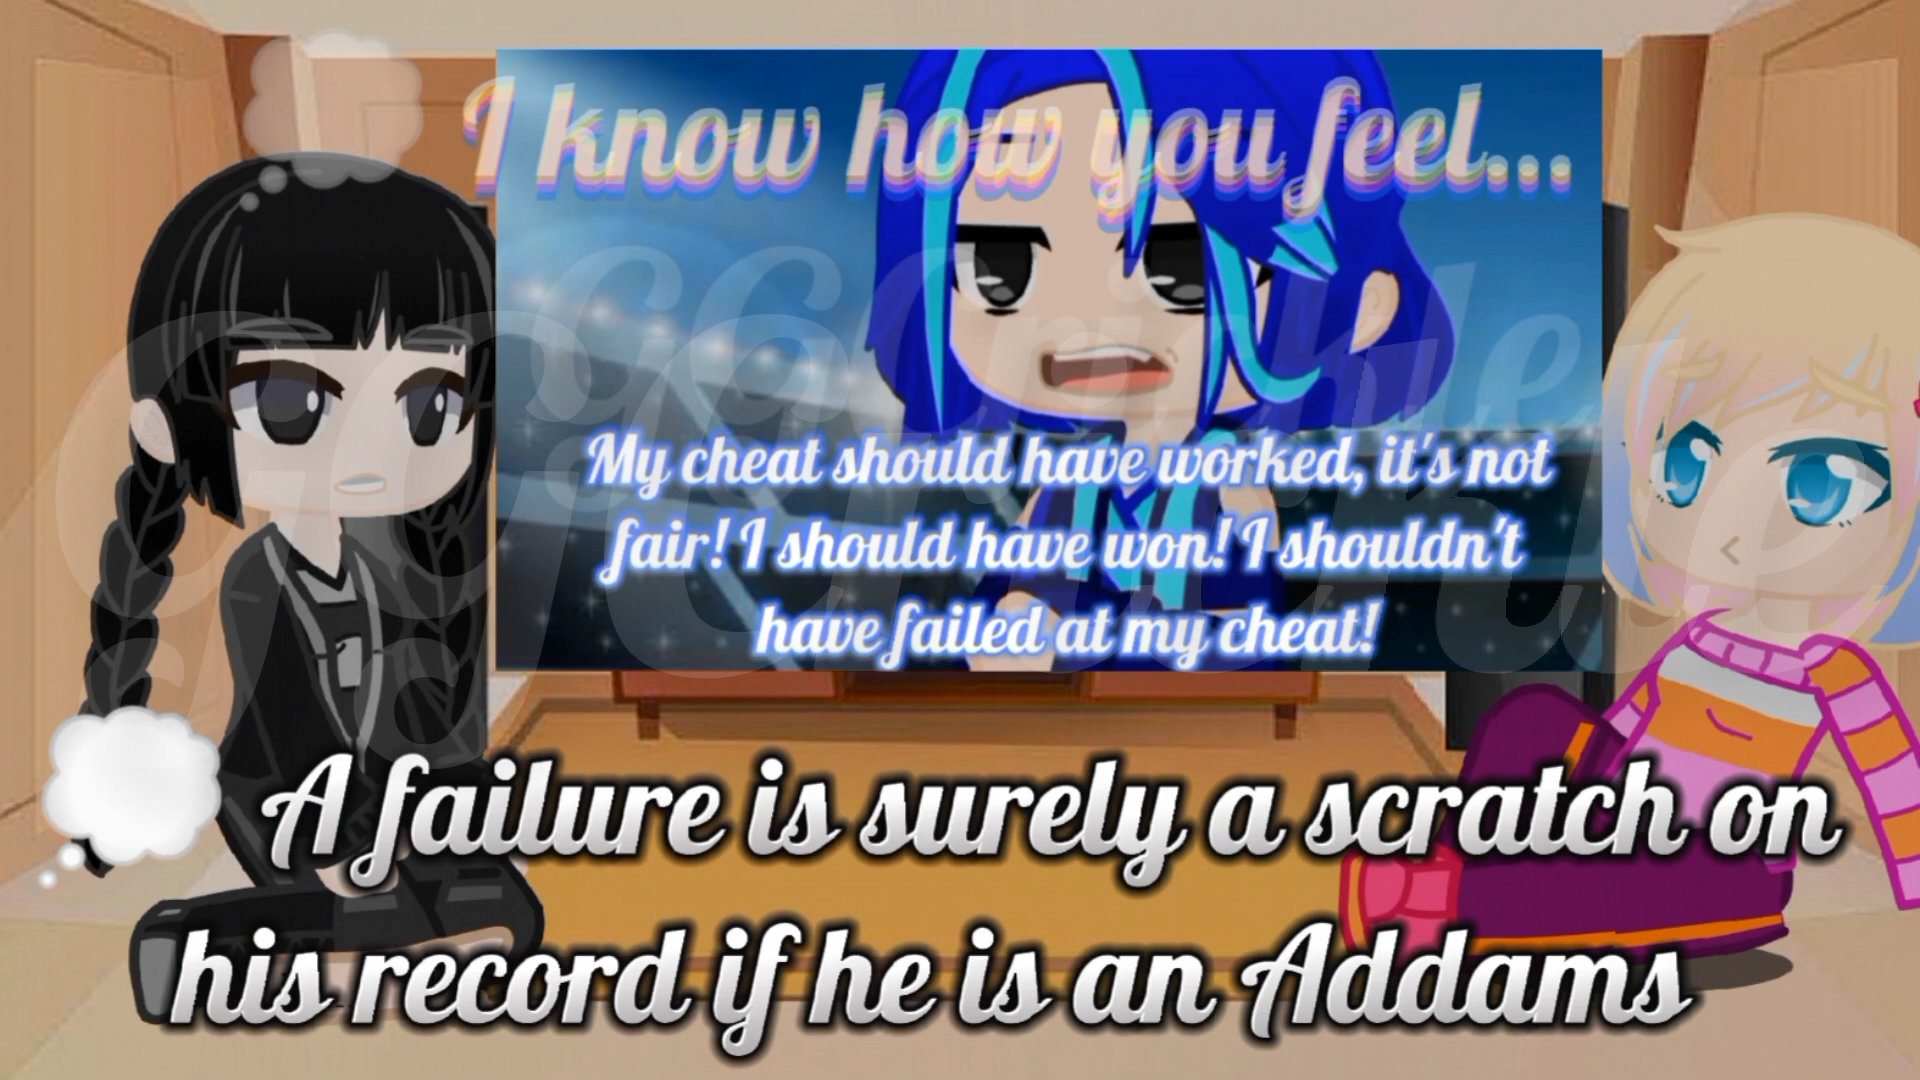 I know how you feel...
My cheat should have worked, it's not
fair! I should have won! I shouldn't
have failed at my cheat!
A failure is surely a scratch on
his record if he is an Addams